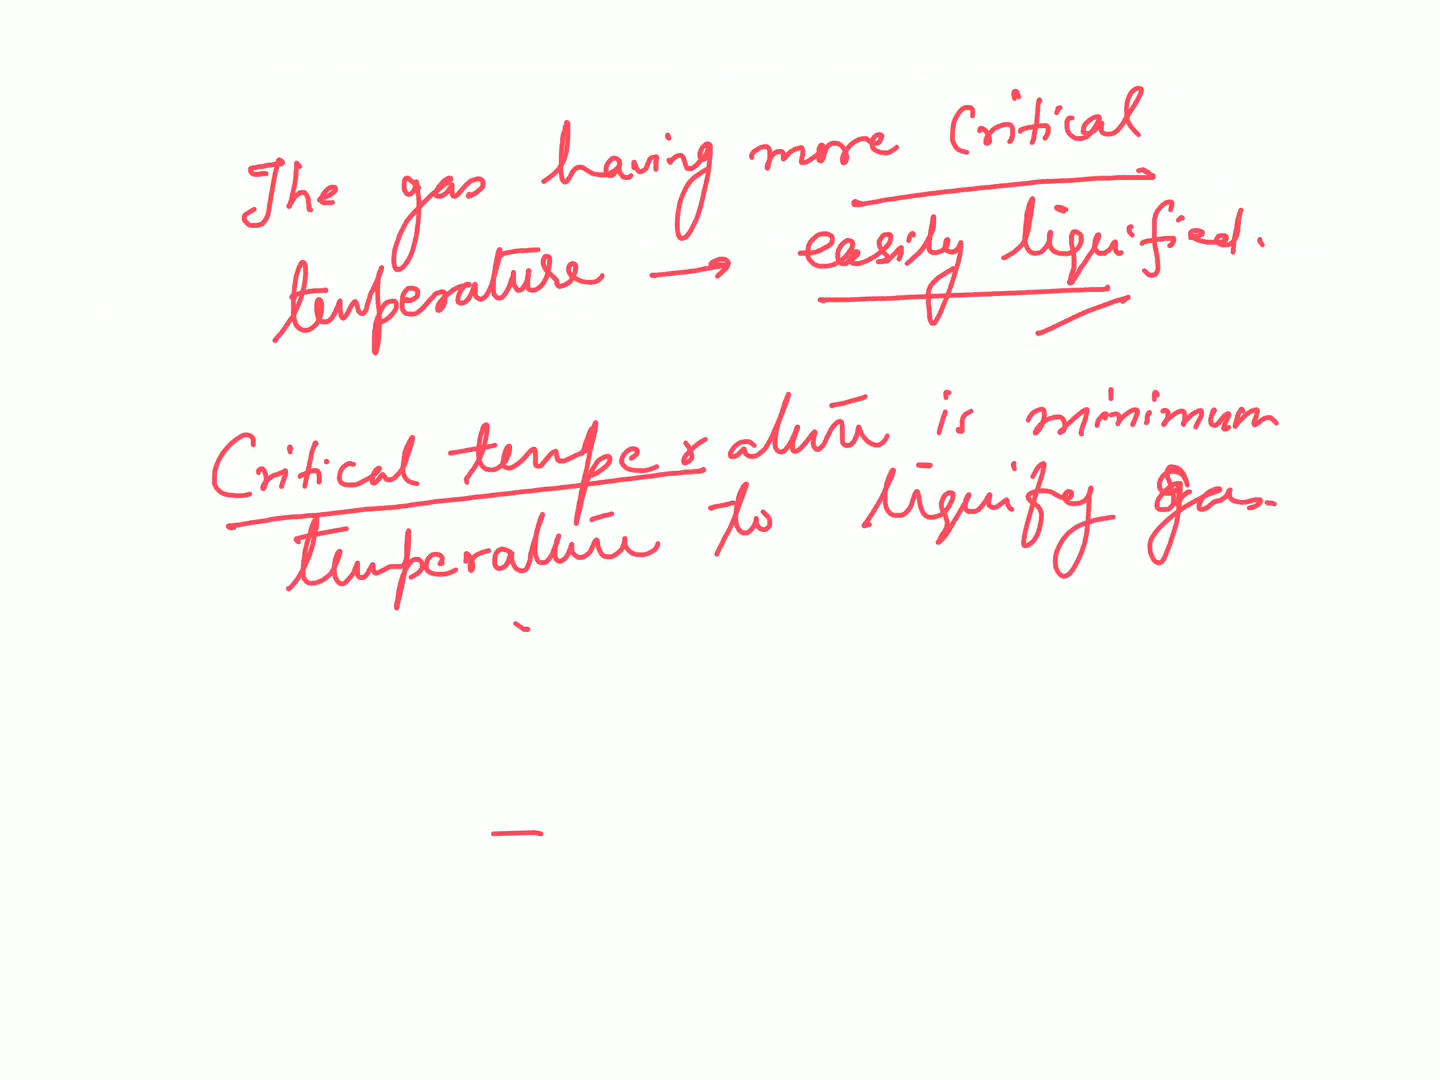 The gas having more Critical
temperature → easily liquified.
Critical temperature is minimum
temperature to liquify gas